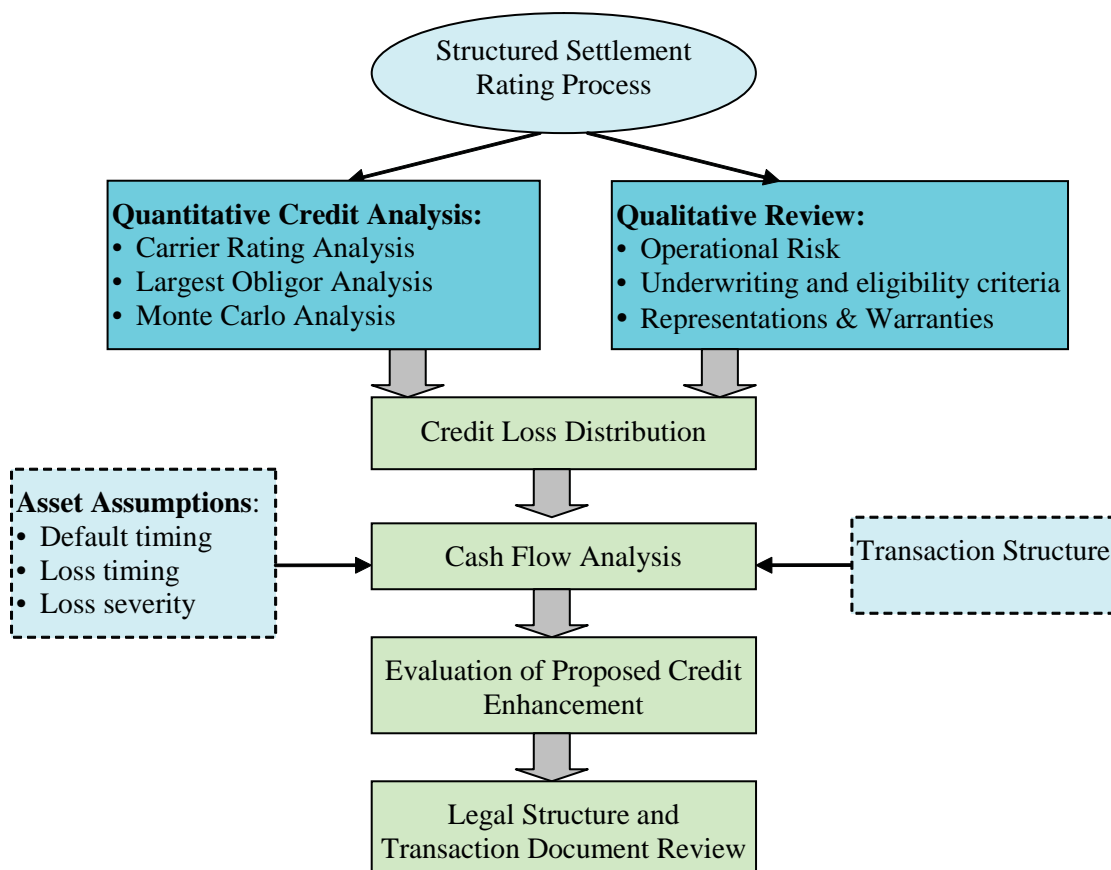 Structured Settlement
Rating Process
Quantitative Credit Analysis:
• Carrier Rating Analysis
• Largest Obligor Analysis
• Monte Carlo Analysis
Qualitative Review:
• Operational Risk
• Underwriting and eligibility criteria
• Representations & Warranties
Credit Loss Distribution
Asset Assumptions:
• Default timing
• Loss timing
• Loss severity
Cash Flow Analysis
Transaction Structure
Evaluation of Proposed Credit
Enhancement
Legal Structure and
Transaction Document Review